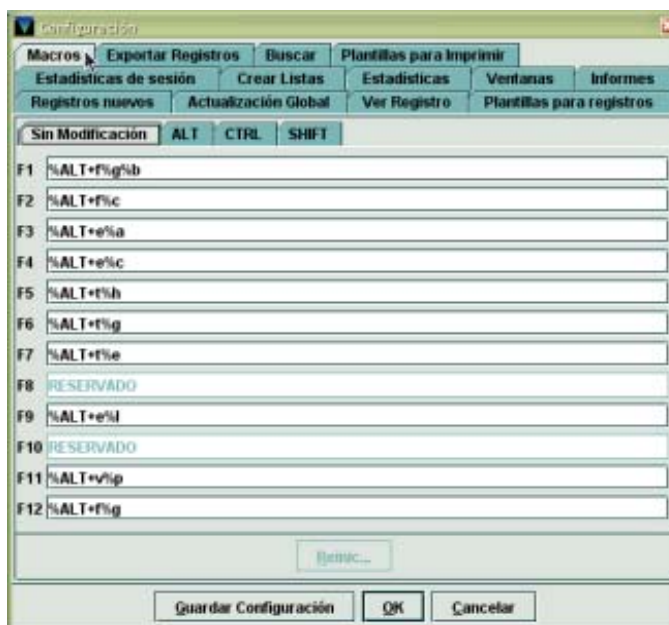 Configuración
Macros Exportar Registros Buscar Plantillas para Imprimir
Estadísticas de sesión Crear Listas Estadísticas Ventanas Informes
Registros nuevos Actualización Global Ver Registro Plantillas para registros
Sin Modificación ALT CTRL SHIFT
F1 %ALT+f%g%b
F2 %ALT+f%c
F3 %ALT+e%a
F4 %ALT+e%c
F5 %ALT+t%h
F6 %ALT+t%g
F7 %ALT+t%e
F8 RESERVADO
F9 %ALT+e%l
F10 RESERVADO
F11 %ALT+v%p
F12 %ALT+f%g
Guardar Configuración OK Cancelar